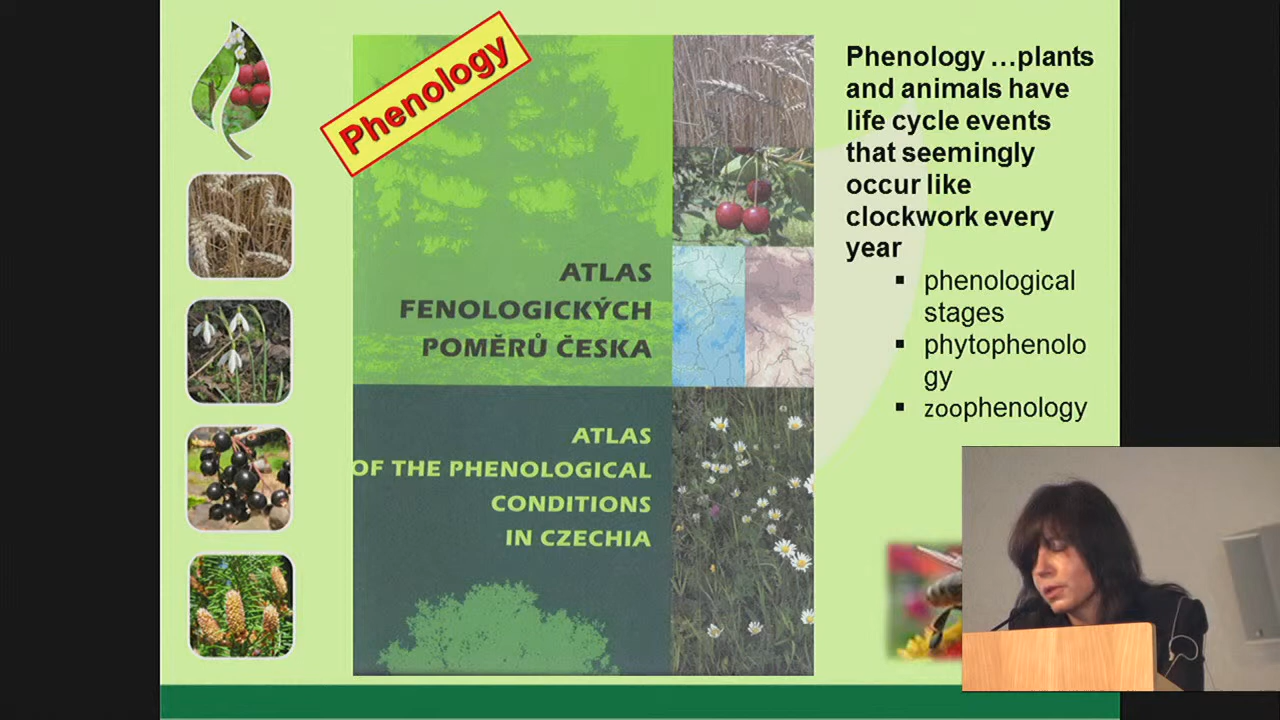 Phenology
ATLAS
FENOLOGICKÝCH
POMĚRŮ ČESKA
ATLAS
OF THE PHENOLOGICAL
CONDITIONS
IN CZECHIA
Phenology ...plants
and animals have
life cycle events
that seemingly
occur like
clockwork every
year
▪ phenological
stages
▪ phytophenolo
gy
▪ zoophenology